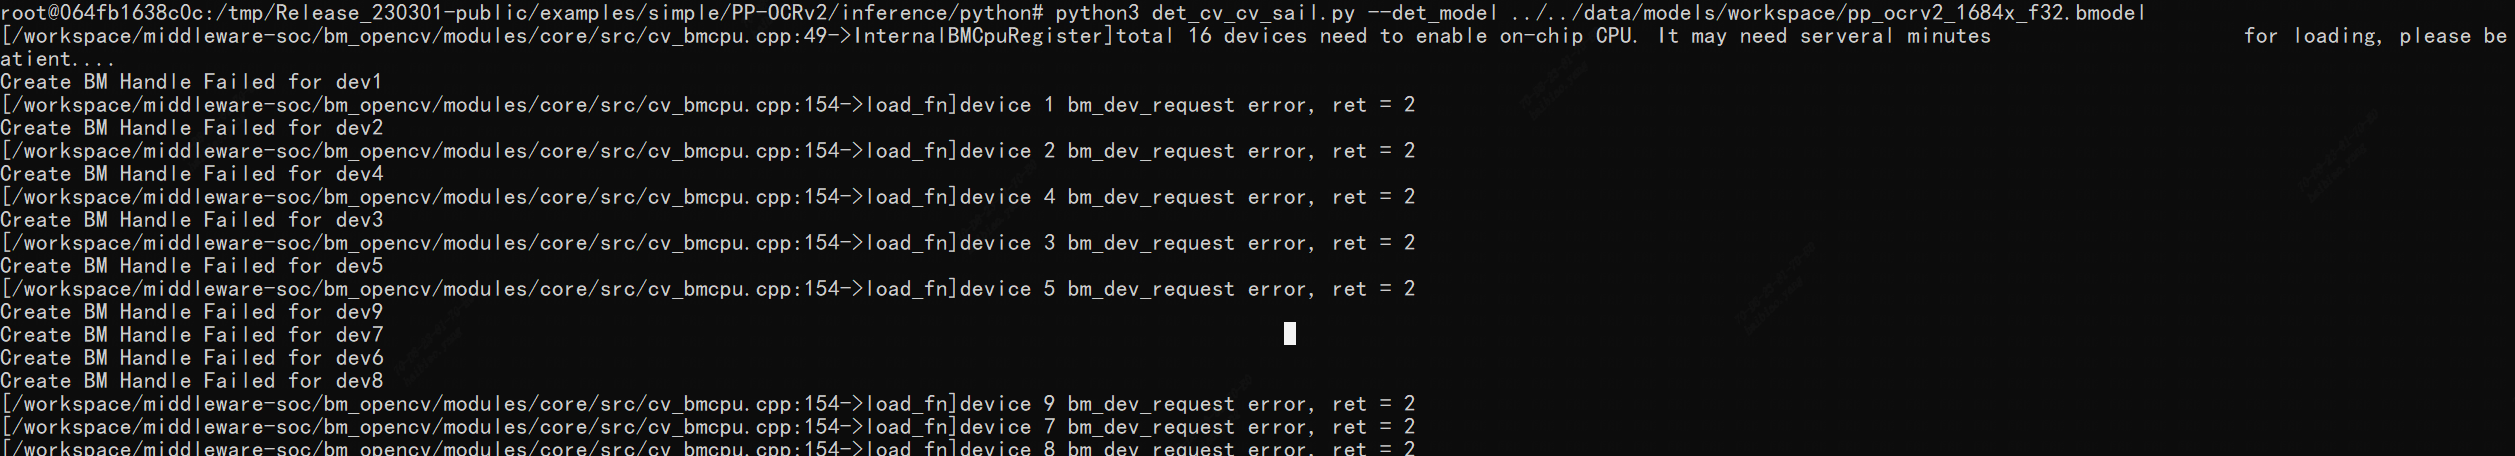 root@064fb1638c0c:/tmp/Release_230301-public/examples/simple/PP-OCRv2/inference/python# python3 det_cv_cv_sail.py --det_model ../../data/models/workspace/pp_ocrv2_1684x_f32.bmodel
[/workspace/middleware-soc/bm_opencv/modules/core/src/cv_bmcpu.cpp:49->InternalBMCpuRegister]total 16 devices need to enable on-chip CPU. It may need serveral minutes for loading, please be
atient....
Create BM Handle Failed for dev1
[/workspace/middleware-soc/bm_opencv/modules/core/src/cv_bmcpu.cpp:154->load_fn]device 1 bm_dev_request error, ret = 2
Create BM Handle Failed for dev2
[/workspace/middleware-soc/bm_opencv/modules/core/src/cv_bmcpu.cpp:154->load_fn]device 2 bm_dev_request error, ret = 2
Create BM Handle Failed for dev4
[/workspace/middleware-soc/bm_opencv/modules/core/src/cv_bmcpu.cpp:154->load_fn]device 4 bm_dev_request error, ret = 2
Create BM Handle Failed for dev3
[/workspace/middleware-soc/bm_opencv/modules/core/src/cv_bmcpu.cpp:154->load_fn]device 3 bm_dev_request error, ret = 2
Create BM Handle Failed for dev5
[/workspace/middleware-soc/bm_opencv/modules/core/src/cv_bmcpu.cpp:154->load_fn]device 5 bm_dev_request error, ret = 2
Create BM Handle Failed for dev9
Create BM Handle Failed for dev7
Create BM Handle Failed for dev6
Create BM Handle Failed for dev8
[/workspace/middleware-soc/bm_opencv/modules/core/src/cv_bmcpu.cpp:154->load_fn]device 9 bm_dev_request error, ret = 2
[/workspace/middleware-soc/bm_opencv/modules/core/src/cv_bmcpu.cpp:154->load_fn]device 7 bm_dev_request error, ret = 2
[/workspace/middleware-soc/bm_opencv/modules/core/src/cv_bmcpu.cpp:154->load_fn]device 8 bm_dev_request error, ret = 2